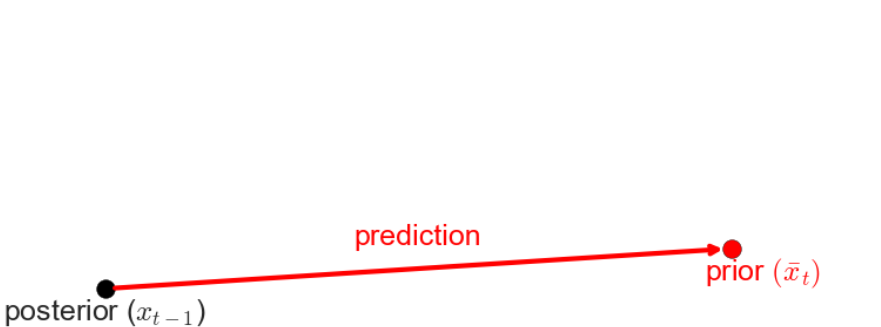 prediction
prior (x̄ₜ)
posterior (xₜ₋₁)